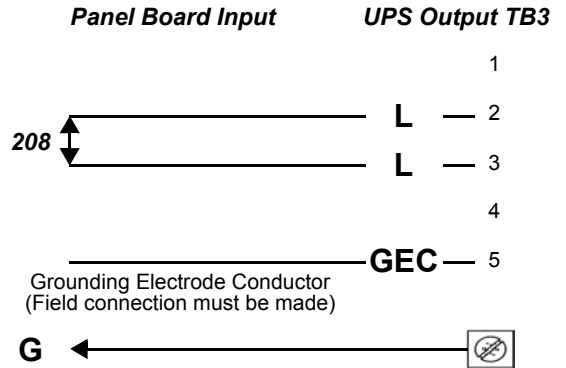 Panel Board Input UPS Output TB3
1
L 2
208
L 3
4
GEC 5
Grounding Electrode Conductor
(Field connection must be made)
G